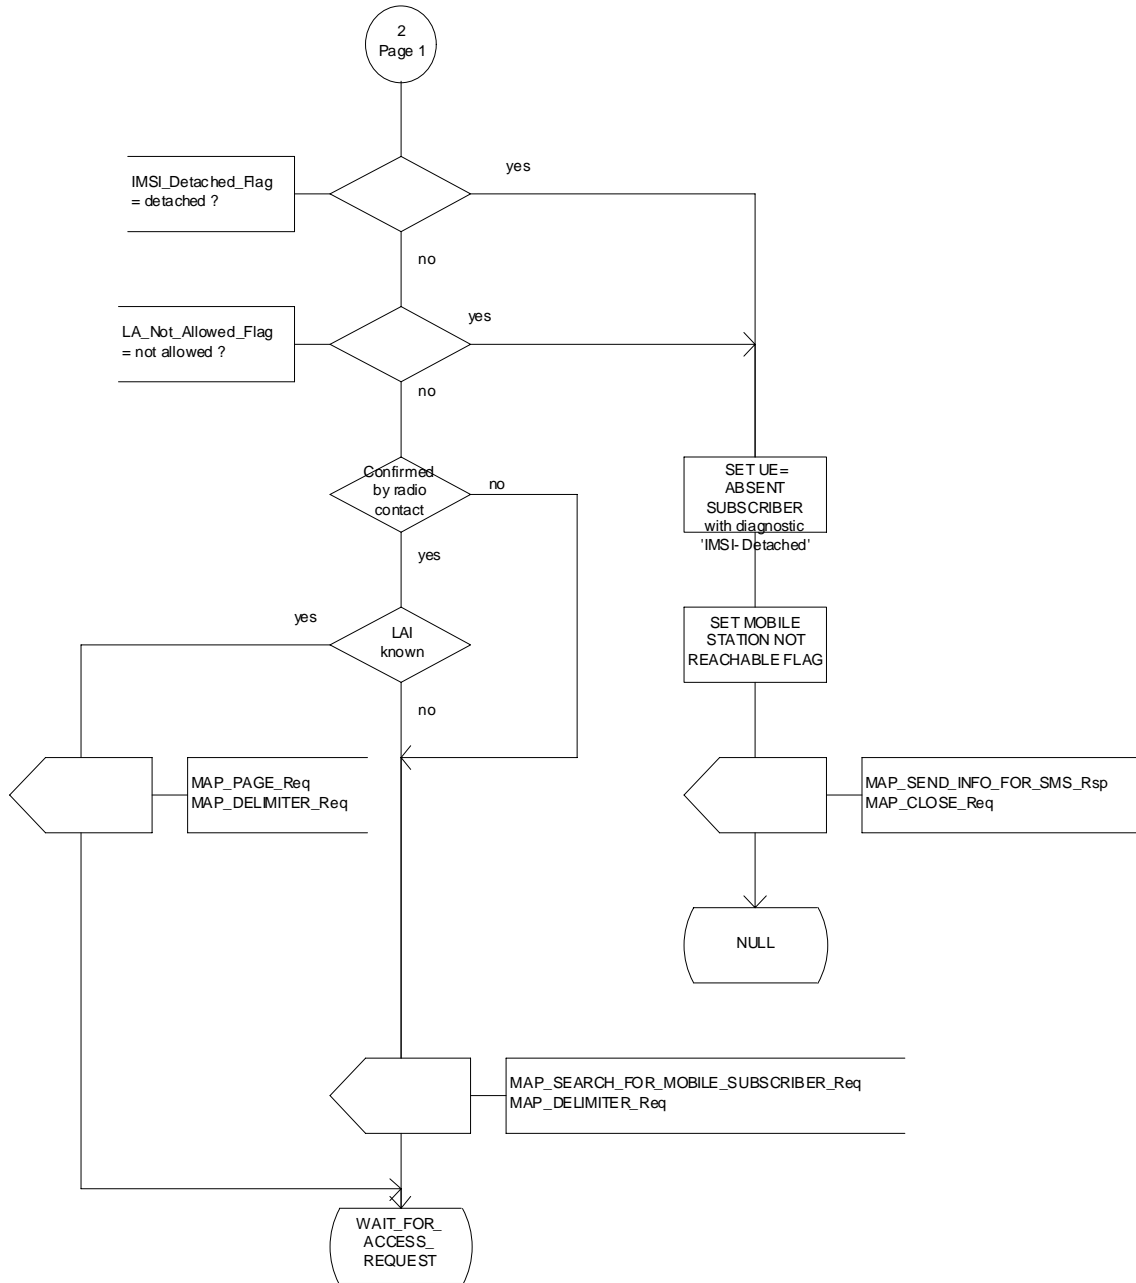 2
Page 1
yes
IMSI_Detached_Flag
= detached ?
no
yes
LA_Not_Allowed_Flag
= not allowed ?
no
Confirmed
by radio
contact
no
SET UE=
ABSENT
SUBSCRIBER
with diagnostic
'IMSI-Detached'
yes
yes
LAI
known
SET MOBILE
STATION NOT
REACHABLE FLAG
no
MAP_PAGE_Req
MAP_DELIMITER_Req
MAP_SEND_INFO_FOR_SMS_Rsp
MAP_CLOSE_Req
NULL
MAP_SEARCH_FOR_MOBILE_SUBSCRIBER_Req
MAP_DELIMITER_Req
WAIT_FOR_
ACCESS_
REQUEST